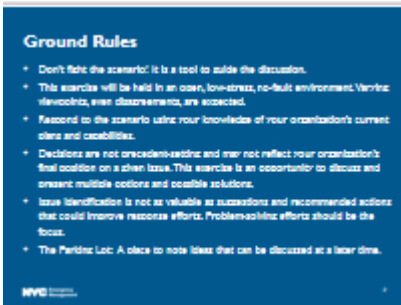 Ground Rules
• Don't fight the scenario! It is a tool to guide the discussion.
• This exercise will be held in an open, low-stress, no-fault environment. Varying
viewpoints, even disagreements, are expected.
• Respond to the scenario using your knowledge of your organization's current
plans and capabilities.
• Decisions are not precedent-setting and may not reflect your organization's
final position on a given issue. This exercise is an opportunity to discuss and
present multiple options and possible solutions.
• Issue identification is not as valuable as suggestions and recommended actions
that could improve response efforts. Problem-solving efforts should be the
focus.
• The Parking Lot: A place to note ideas that can be discussed at a later time.
NYC Emergency
Management